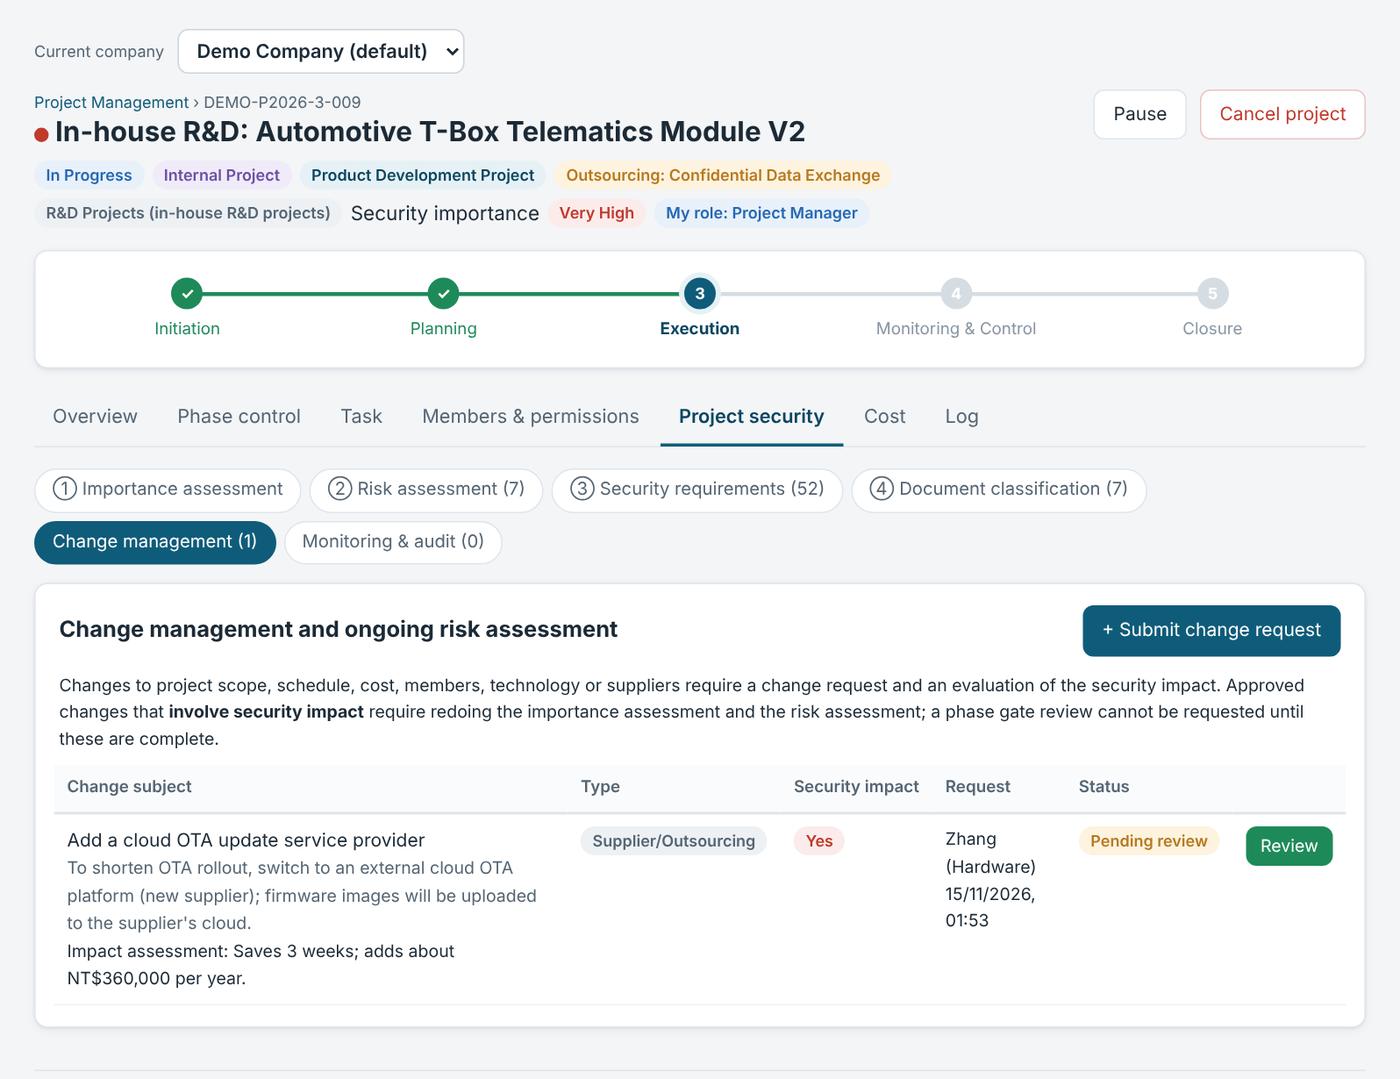 Current company
Demo Company (default)
Project Management › DEMO-P2026-3-009
In-house R&D: Automotive T-Box Telematics Module V2
Pause
Cancel project
In Progress
Internal Project
Product Development Project
Outsourcing: Confidential Data Exchange
R&D Projects (in-house R&D projects)
Security importance
Very High
My role: Project Manager
3
4
5
Initiation
Planning
Execution
Monitoring & Control
Closure
Overview
Phase control
Task
Members & permissions
Project security
Cost
Log
① Importance assessment
② Risk assessment (7)
③ Security requirements (52)
④ Document classification (7)
Change management (1)
Monitoring & audit (0)
Change management and ongoing risk assessment
+ Submit change request
Changes to project scope, schedule, cost, members, technology or suppliers require a change request and an evaluation of the security impact. Approved
changes that involve security impact require redoing the importance assessment and the risk assessment; a phase gate review cannot be requested until
these are complete.
Change subject
Type
Security impact
Request
Status
Add a cloud OTA update service provider
To shorten OTA rollout, switch to an external cloud OTA
platform (new supplier); firmware images will be uploaded
to the supplier's cloud.
Impact assessment: Saves 3 weeks; adds about
NT$360,000 per year.
Supplier/Outsourcing
Yes
Zhang
(Hardware)
15/11/2026,
01:53
Pending review
Review